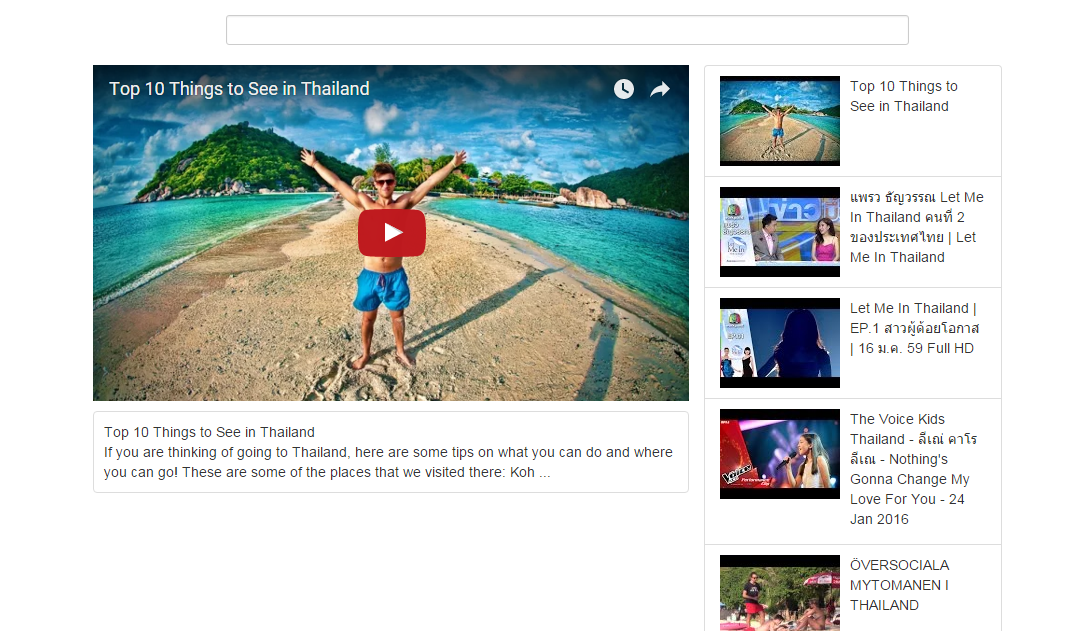 Top 10 Things to See in Thailand
Top 10 Things to See in Thailand
If you are thinking of going to Thailand, here are some tips on what you can do and where
you can go! These are some of the places that we visited there: Koh ...
Top 10 Things to
See in Thailand
แพรว ธัญวรรณ Let Me
In Thailand คนที่ 2
ของประเทศไทย | Let
Me In Thailand
Let Me In Thailand |
EP.1 สาวผู้ด้อยโอกาส
| 16 ม.ค. 59 Full HD
The Voice Kids
Thailand - ลีเณ่ คาโร
ลีเณ - Nothing's
Gonna Change My
Love For You - 24
Jan 2016
ÖVERSOCIALA
MYTOMANEN I
THAILAND